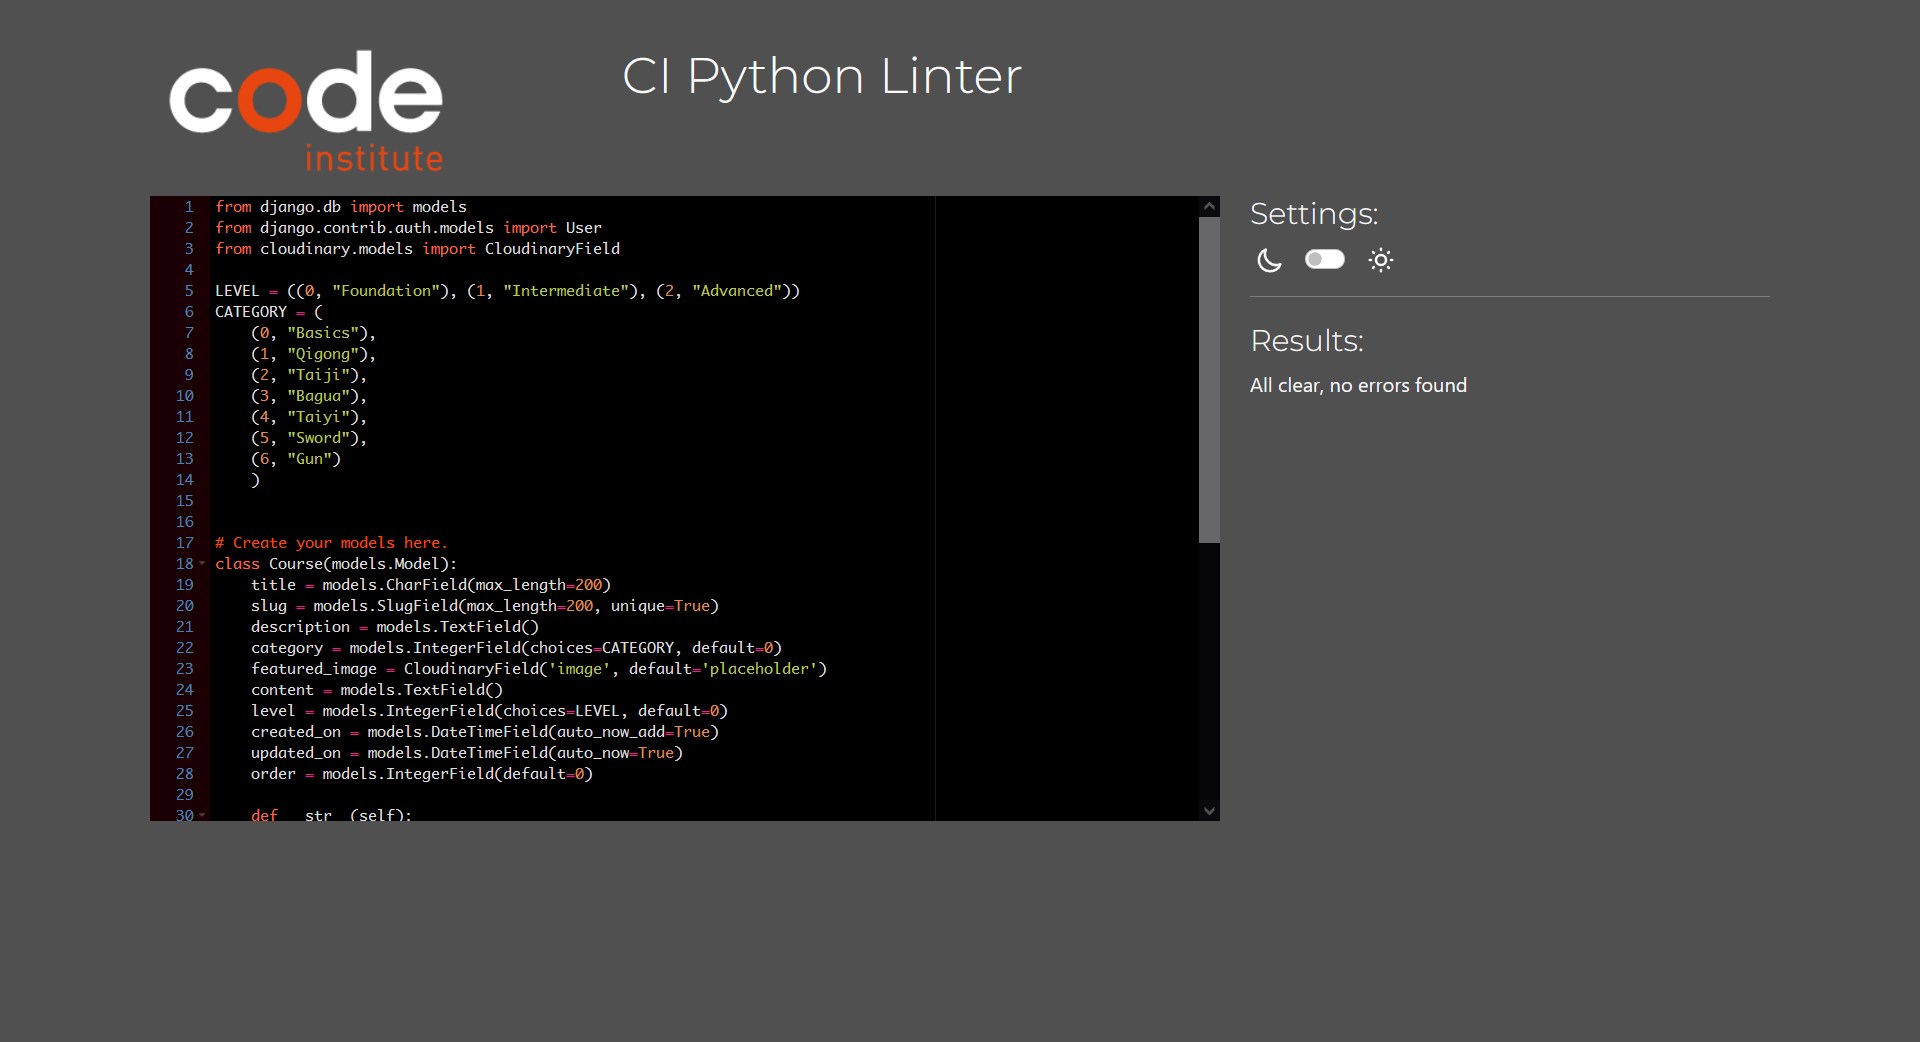 code
institute
CI Python Linter
1 from django.db import models
2 from django.contrib.auth.models import User
3 from cloudinary.models import CloudinaryField
4
5 LEVEL = ((0, "Foundation"), (1, "Intermediate"), (2, "Advanced"))
6 CATEGORY = (
7     (0, "Basics"),
8     (1, "Qigong"),
9     (2, "Taiji"),
10     (3, "Bagua"),
11     (4, "Taiyi"),
12     (5, "Sword"),
13     (6, "Gun")
14     )
15
16
17 # Create your models here.
18 class Course(models.Model):
19     title = models.CharField(max_length=200)
20     slug = models.SlugField(max_length=200, unique=True)
21     description = models.TextField()
22     category = models.IntegerField(choices=CATEGORY, default=0)
23     featured_image = CloudinaryField('image', default='placeholder')
24     content = models.TextField()
25     level = models.IntegerField(choices=LEVEL, default=0)
26     created_on = models.DateTimeField(auto_now_add=True)
27     updated_on = models.DateTimeField(auto_now=True)
28     order = models.IntegerField(default=0)
29
30     def __str__(self):
Settings:
Results:
All clear, no errors found